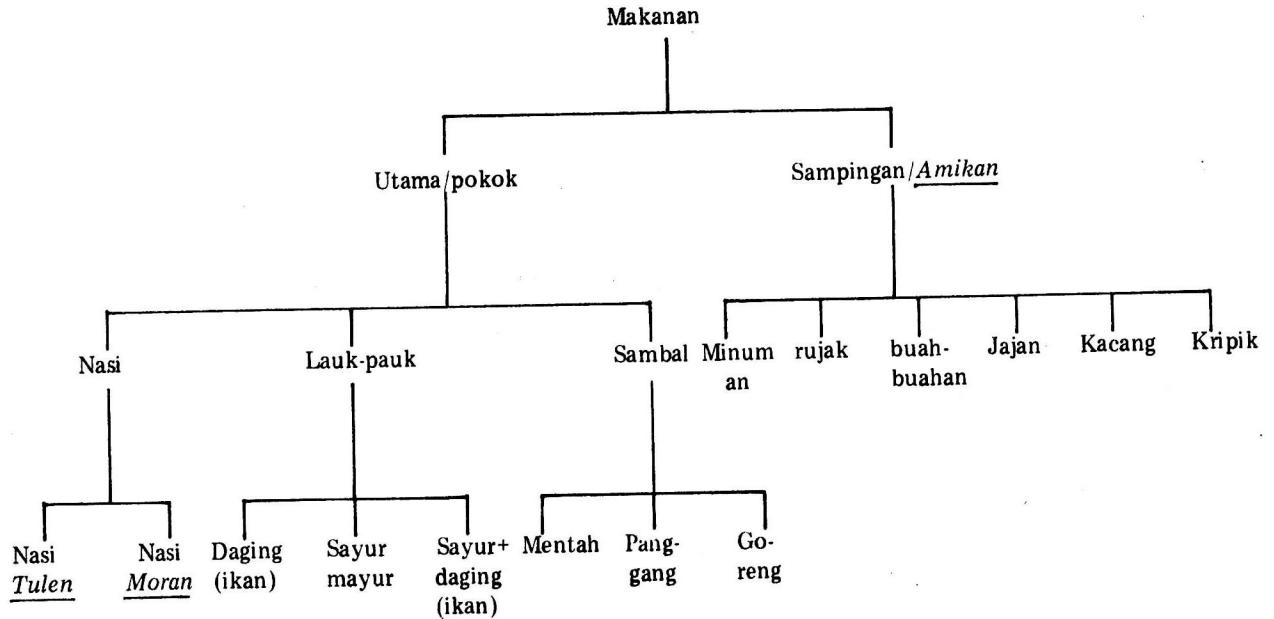 Makanan
Utama/pokok
Sampingan/Amikan
Nasi
Lauk-pauk
Sambal
Minum
an
rujak
buah-
buahan
Jajan
Kacang
Kripik
Nasi
Tulen
Nasi
Moran
Daging
(ikan)
Sayur
mayur
Sayur+
daging
(ikan)
Mentah
Pang-
gang
Go-
reng